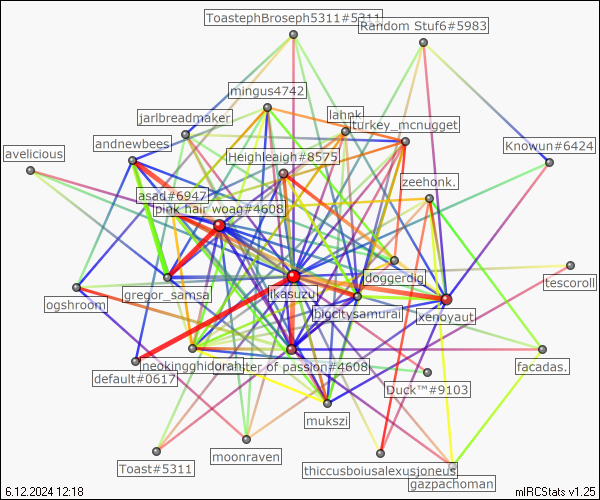 ToastephBroseph5311#5311
Random Stuf6#5983
mingus4742
jarlbreadmaker
lahnk
turkey_mcnugget
andnewbees
Knowun#6424
avelicious
Heighleaigh#8575
zeehonk.
asad#6947
pink hair woag#4608
doggerdig
tescoroll
gregor_samsa
ikasuzu
ogshroom
bigcitysamurai
xenoyaut
neokingghidorah
ster of passion#4608
facadas.
default#0617
Duck™#9103
mukszi
moonraven
Toast#5311
thiccusboiusalexusjoneus
gazpachoman
6.12.2024 12:18
mIRCStats v1.25